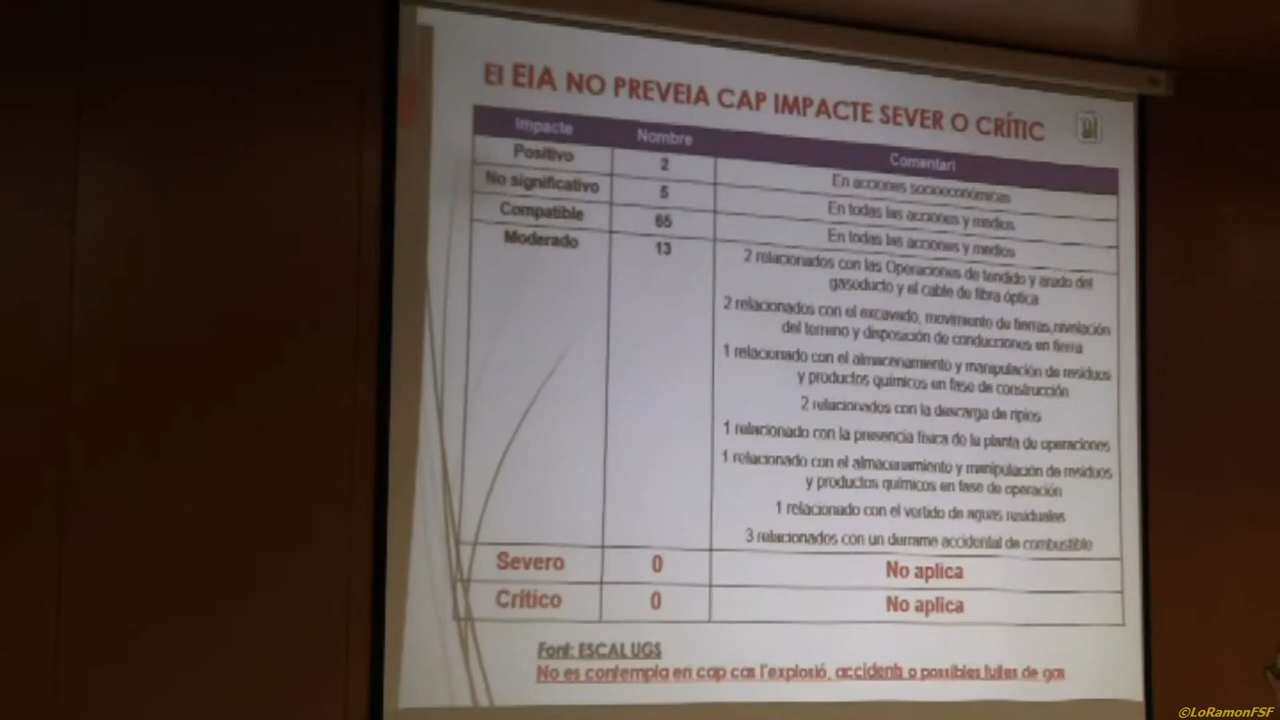 El EIA NO PREVEIA CAP IMPACTE SEVER O CRÍTIC
Impacte Nombre Comentari
Positivo 2 En acciones socioeconómicas
No significativo 5 En todas las acciones y medios
Compatible 65 En todas las acciones y medios
Moderado 13 2 relacionados con las Operaciones de tendido y arado del
gasoducto y el cable de fibra óptica
2 relacionados con el excavado, movimiento de tierras,nivelación
del terreno y disposición de conducciones en tierra
1 relacionado con el almacenamiento y manipulación de residuos
y productos químicos en fase de construcción
2 relacionados con la descarga de ripios
1 relacionado con la presencia física de la planta de operaciones
1 relacionado con el almacenamiento y manipulación de residuos
y productos químicos en fase de operación
1 relacionado con el vertido de aguas residuales
3 relacionados con un derrame accidental de combustible
Severo 0 No aplica
Crítico 0 No aplica
Font: ESCAL UGS
No es contempla en cap cas l'explosió, accidents o possibles fuites de gas
©LoRamonFSF